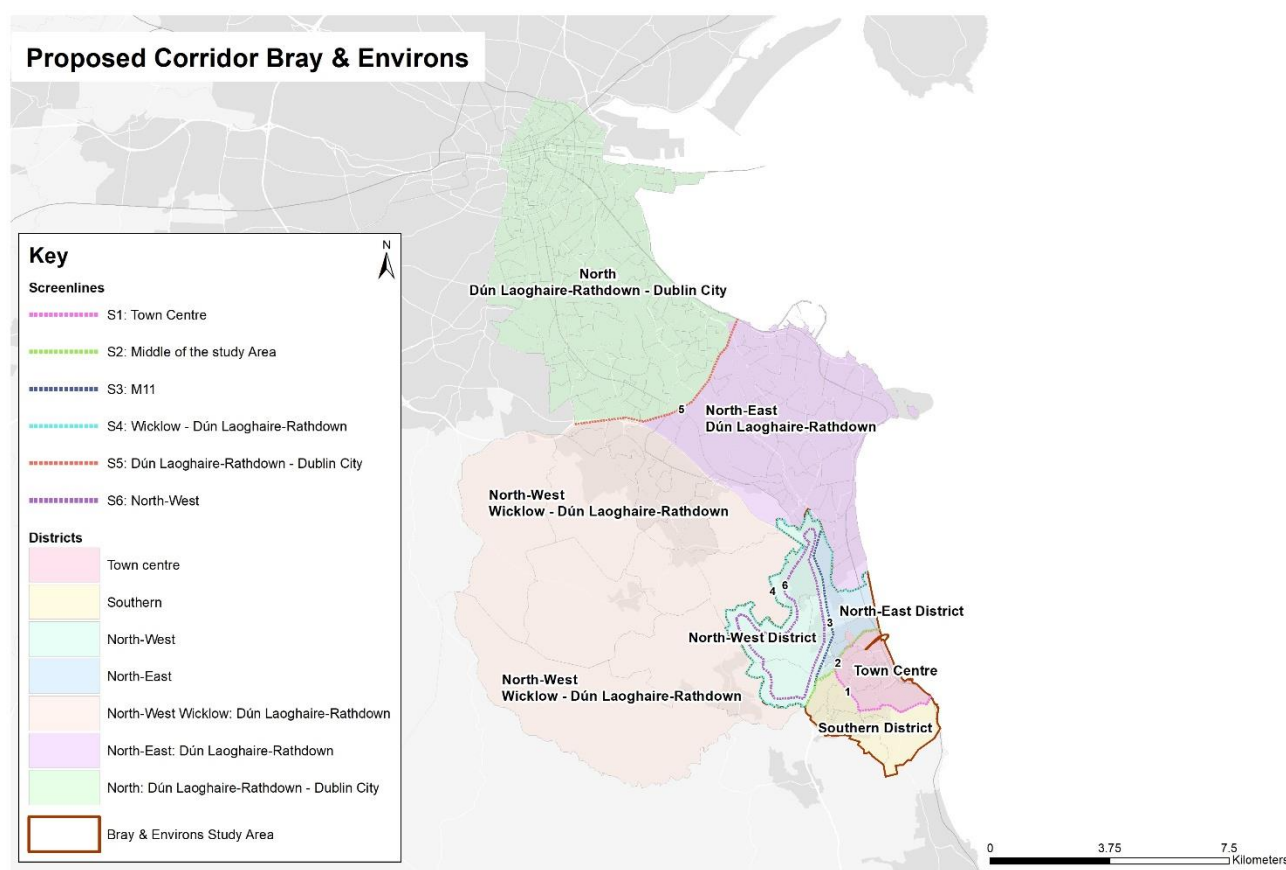 Proposed Corridor Bray & Environs
Key
N
Screenlines
S1: Town Centre
S2: Middle of the study Area
S3: M11
S4: Wicklow - Dún Laoghaire-Rathdown
S5: Dún Laoghaire-Rathdown - Dublin City
S6: North-West
Districts
Town centre
Southern
North-West
North-East
North-West Wicklow: Dún Laoghaire-Rathdown
North-East: Dún Laoghaire-Rathdown
North: Dún Laoghaire-Rathdown - Dublin City
Bray & Environs Study Area
North
Dún Laoghaire-Rathdown - Dublin City
5
North-East
Dún Laoghaire-Rathdown
North-West
Wicklow - Dún Laoghaire-Rathdown
6
4
North-East District
3
North-West District
2
Town Centre
North-West
Wicklow - Dún Laoghaire-Rathdown
1
Southern District
0
3.75
7.5
Kilometers